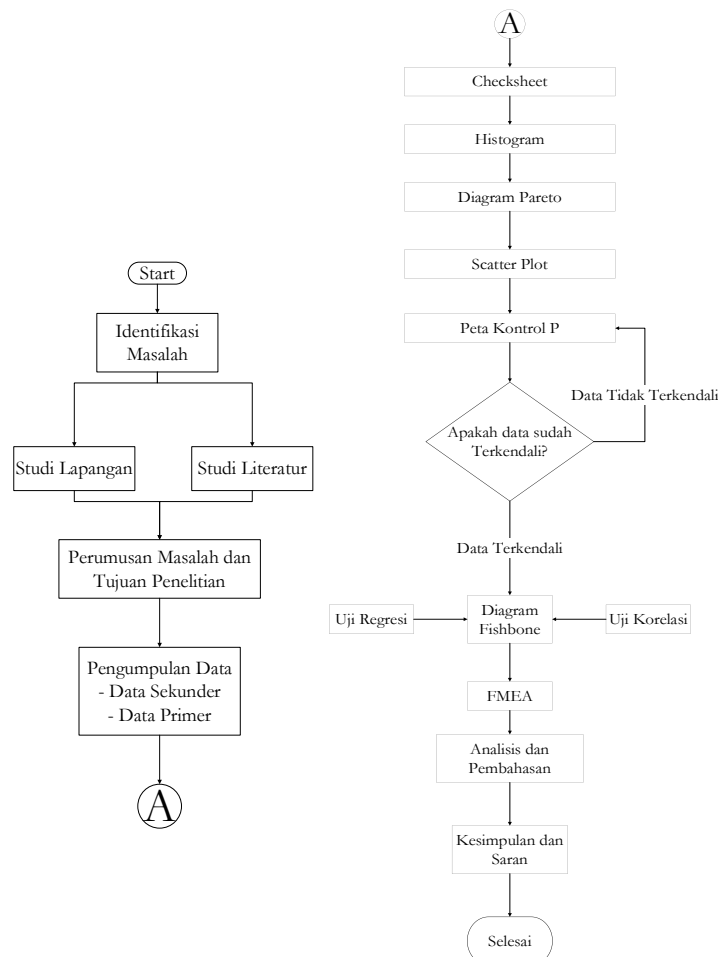 Start
Identifikasi
Masalah
Studi Lapangan
Studi Literatur
Perumusan Masalah dan
Tujuan Penelitian
Pengumpulan Data
- Data Sekunder
- Data Primer
A
A
Checksheet
Histogram
Diagram Pareto
Scatter Plot
Peta Kontrol P
Data Tidak Terkendali
Apakah data sudah
Terkendali?
Data Terkendali
Uji Regresi
Diagram
Fishbone
Uji Korelasi
FMEA
Analisis dan
Pembahasan
Kesimpulan dan
Saran
Selesai